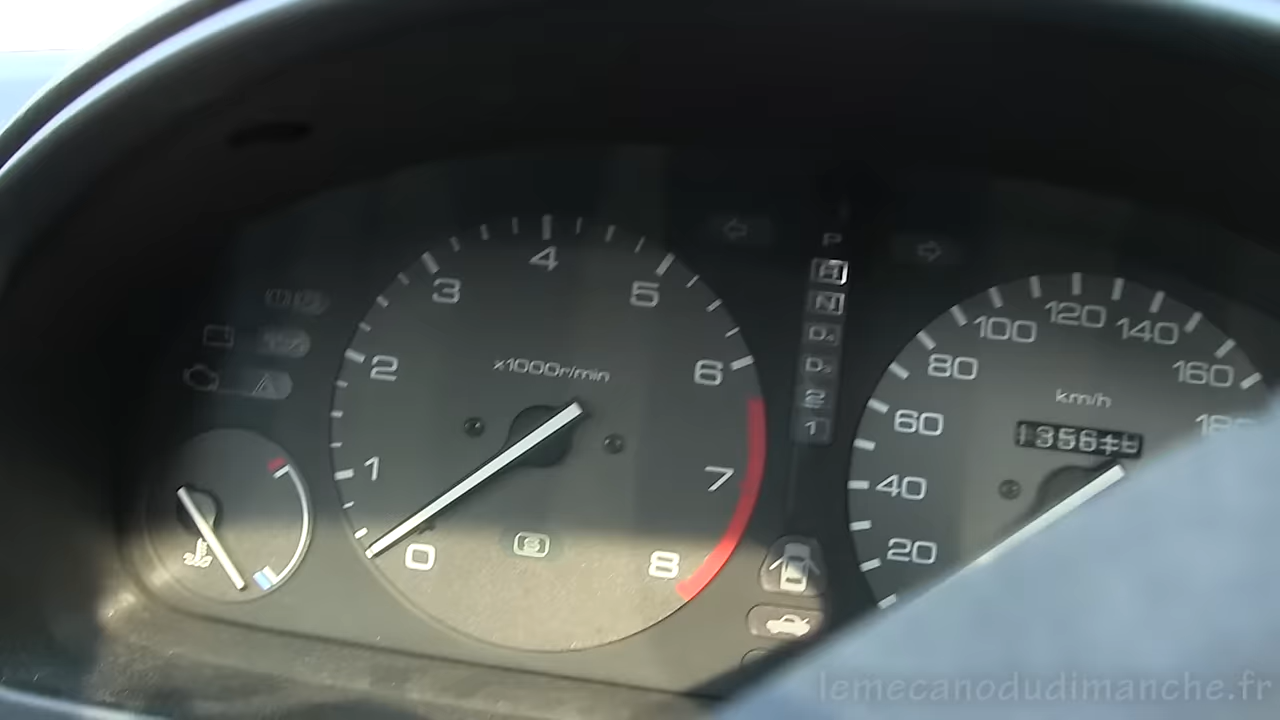 0
1
2
3
4
5
6
7
8
x1000r/min
P
R
N
D₄
D₃
2
1
S
20
40
60
80
100
120
140
160
km/h
lemecanodudimanche.fr